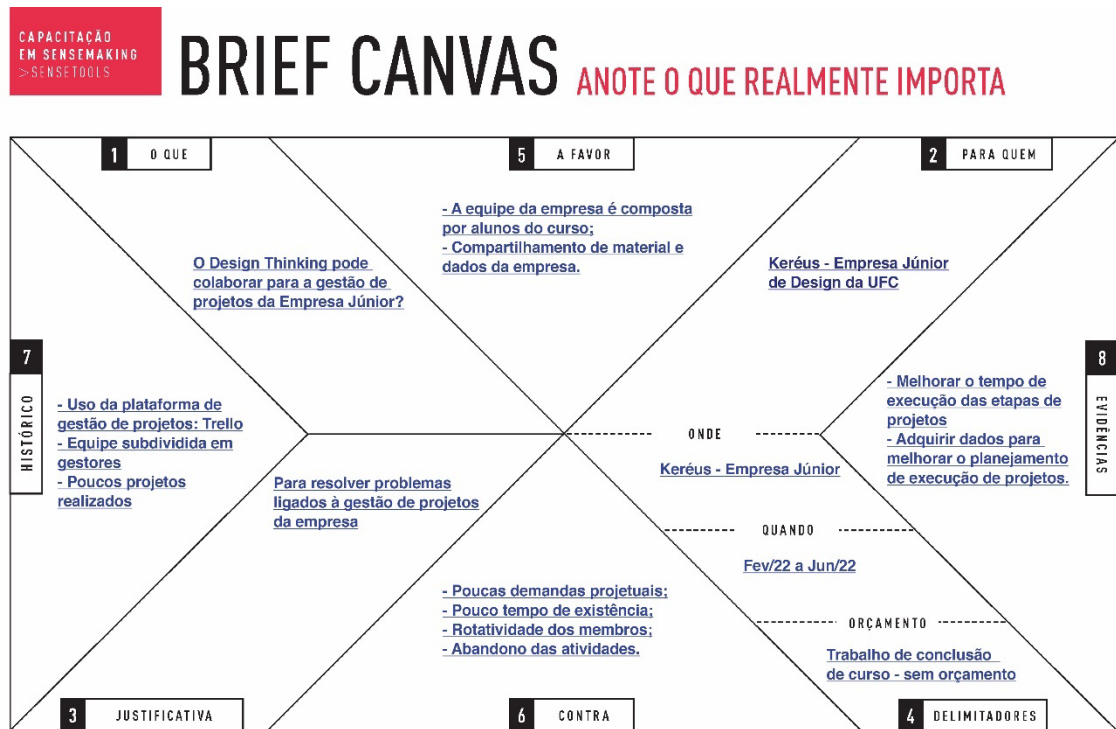 CAPACITAÇÃO
EM SENSEMAKING
>SENSETOOLS
BRIEF CANVAS ANOTE O QUE REALMENTE IMPORTA
1 O QUE
O Design Thinking pode
colaborar para a gestão de
projetos da Empresa Júnior?
5 A FAVOR
- A equipe da empresa é composta
por alunos do curso;
- Compartilhamento de material e
dados da empresa.
2 PARA QUEM
Keréus - Empresa Júnior
de Design da UFC
7 HISTÓRICO
- Uso da plataforma de
gestão de projetos: Trello
- Equipe subdividida em
gestores
- Poucos projetos
realizados
Para resolver problemas
ligados à gestão de projetos
da empresa
3 JUSTIFICATIVA
- Poucas demandas projetuais;
- Pouco tempo de existência;
- Rotatividade dos membros;
- Abandono das atividades.
6 CONTRA
ONDE
Keréus - Empresa Júnior
QUANDO
Fev/22 a Jun/22
ORÇAMENTO
Trabalho de conclusão
de curso - sem orçamento
4 DELIMITADORES
8 EVIDÊNCIAS
- Melhorar o tempo de
execução das etapas de
projetos
- Adquirir dados para
melhorar o planejamento
de execução de projetos.